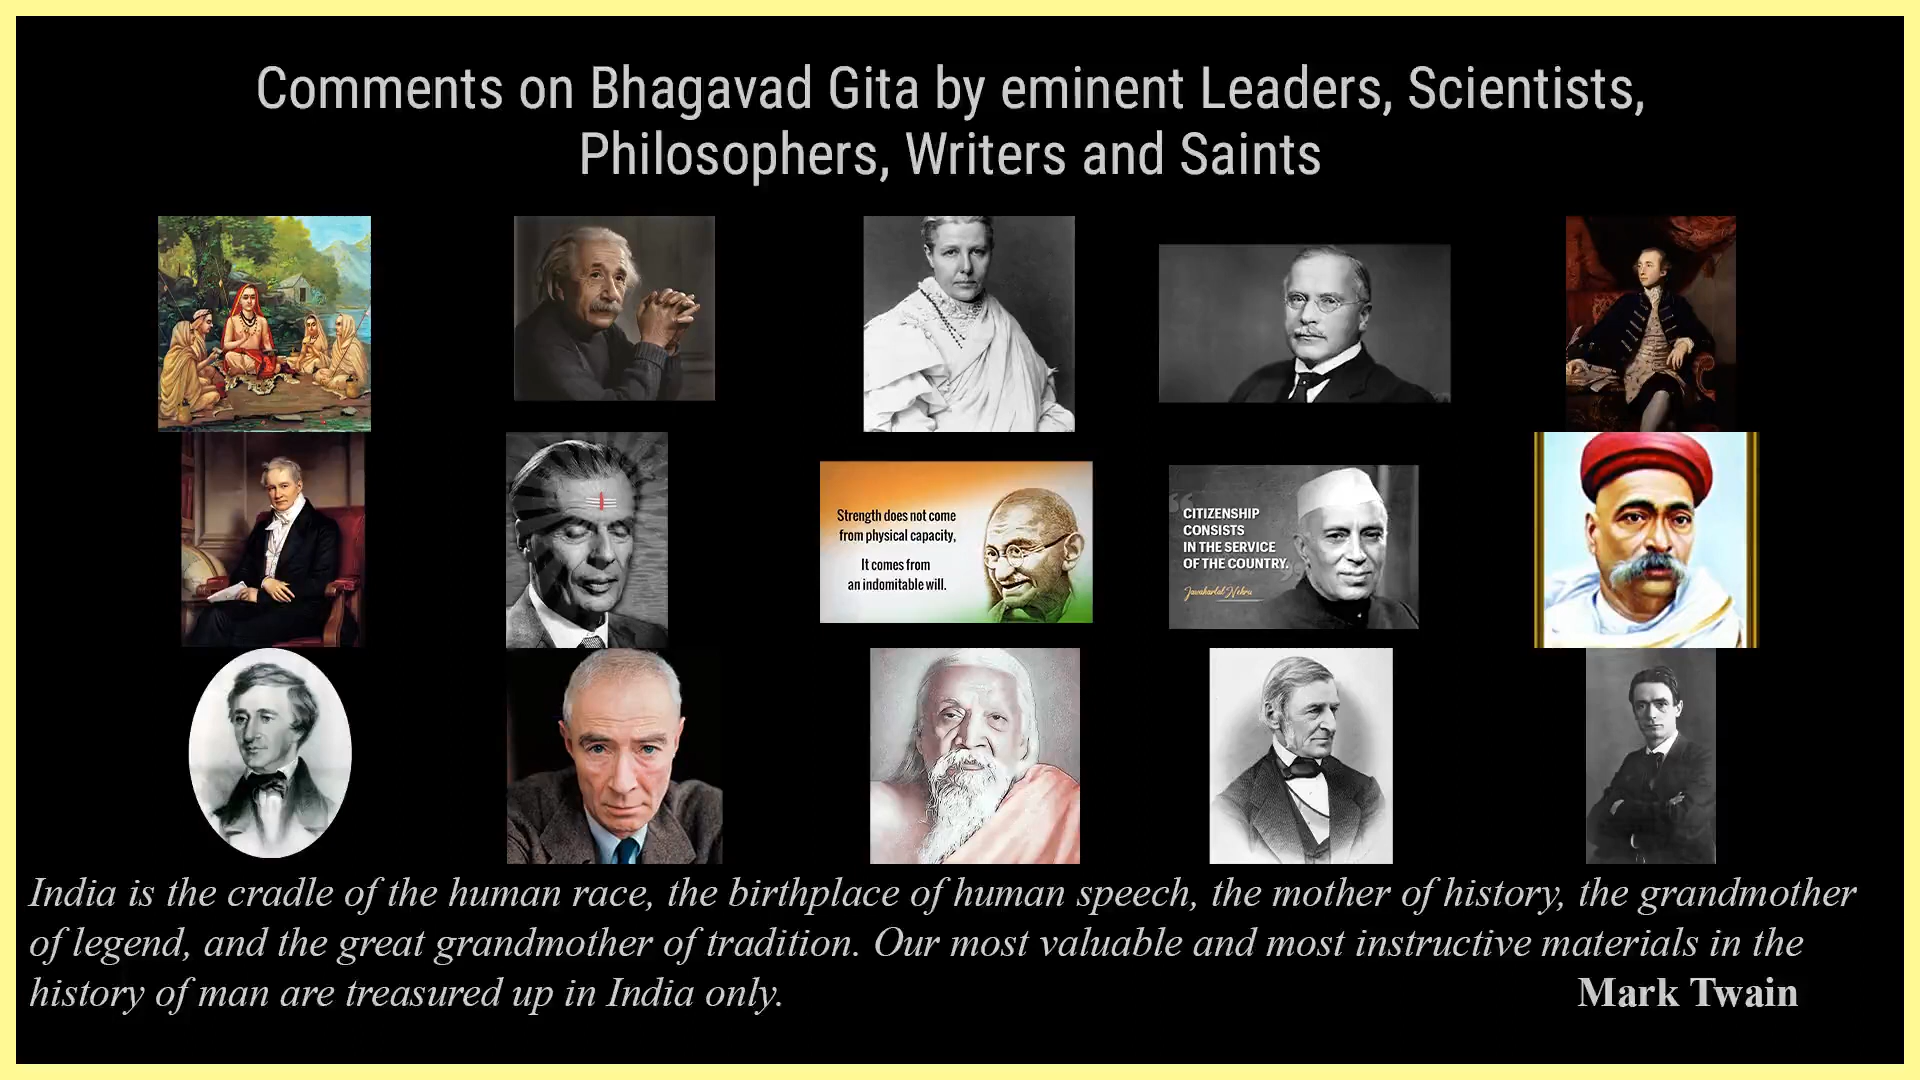 Comments on Bhagavad Gita by eminent Leaders, Scientists,
Philosophers, Writers and Saints
Strength does not come
from physical capacity,
It comes from
an indomitable will.
CITIZENSHIP
CONSISTS
IN THE SERVICE
OF THE COUNTRY.
Jawaharlal Nehru
India is the cradle of the human race, the birthplace of human speech, the mother of history, the grandmother
of legend, and the great grandmother of tradition. Our most valuable and most instructive materials in the
history of man are treasured up in India only.
Mark Twain